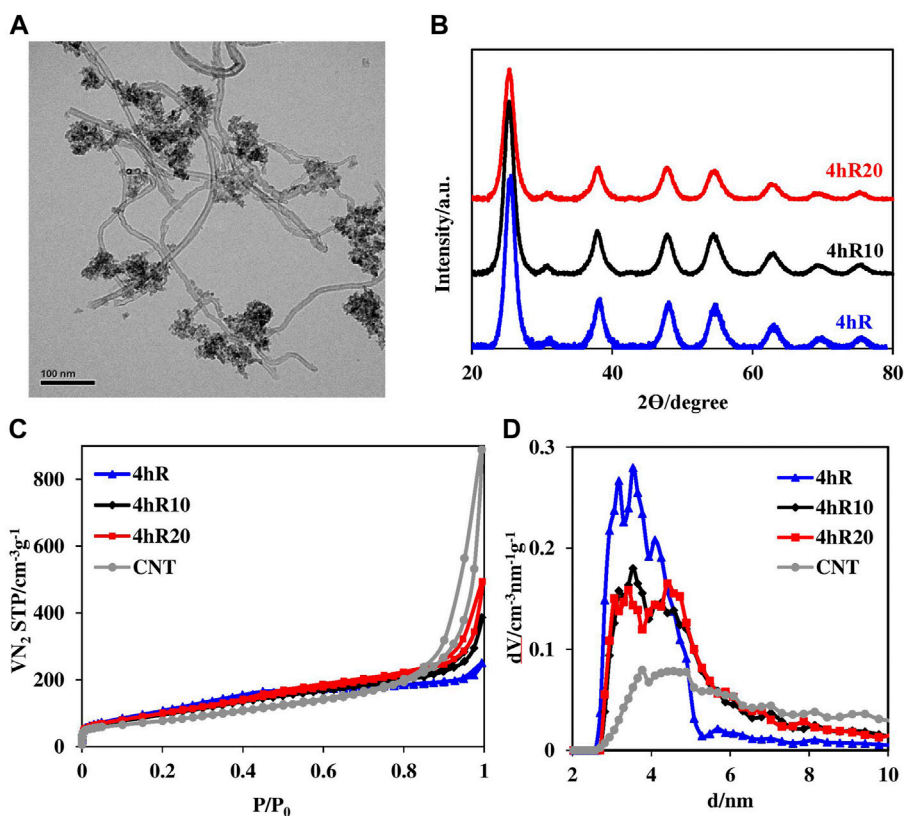 A
100 nm
B
Intensity/a.u.
4hR20
4hR10
4hR
20
40
60
80
2Θ/degree
C
VN₂ STP/cm⁻³g⁻¹
800
600
400
200
0
4hR
4hR10
4hR20
CNT
0
0.2
0.4
0.6
0.8
1
P/P₀
D
dV/cm⁻³nm⁻¹g⁻¹
0.3
0.2
0.1
0
4hR
4hR10
4hR20
CNT
2
4
6
8
10
d/nm